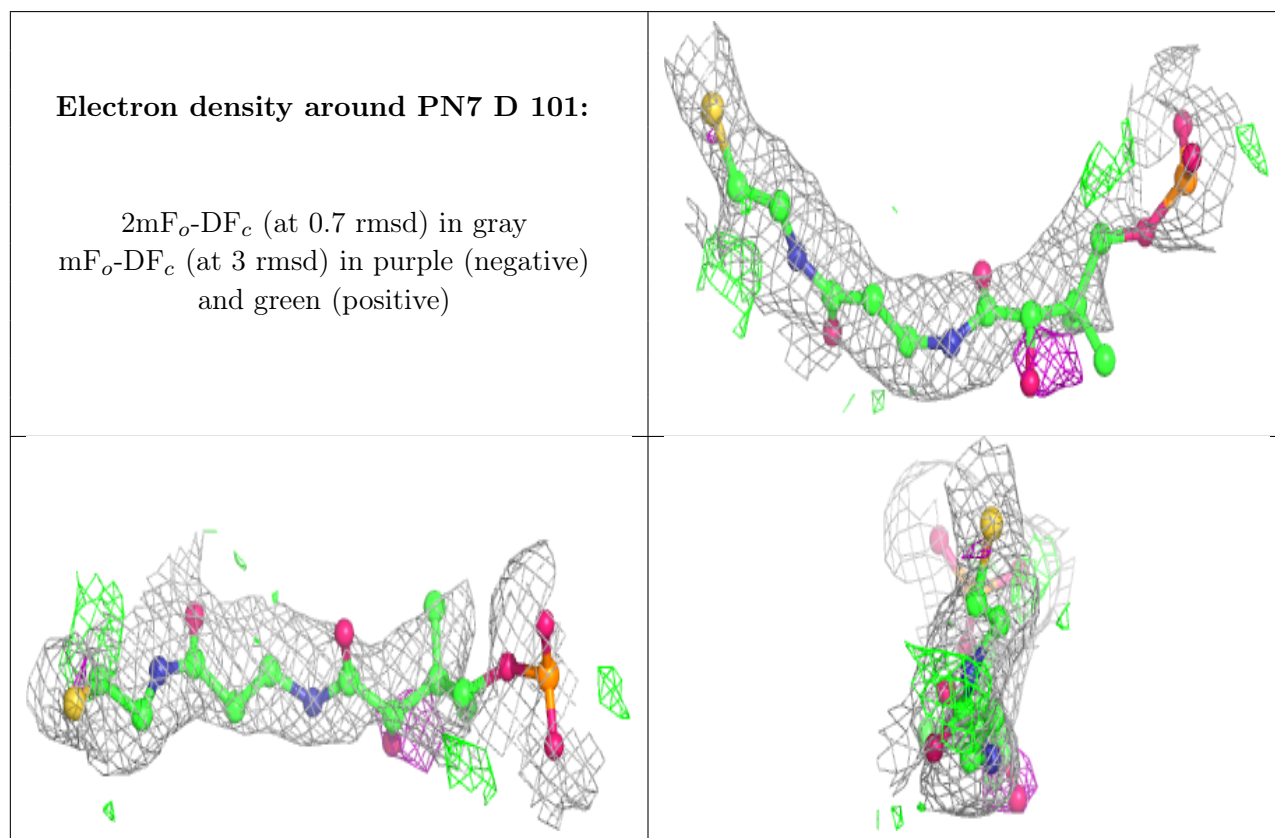 Electron density around PN7 D 101:
2mFo-DFc (at 0.7 rmsd) in gray
mFo-DFc (at 3 rmsd) in purple (negative)
and green (positive)